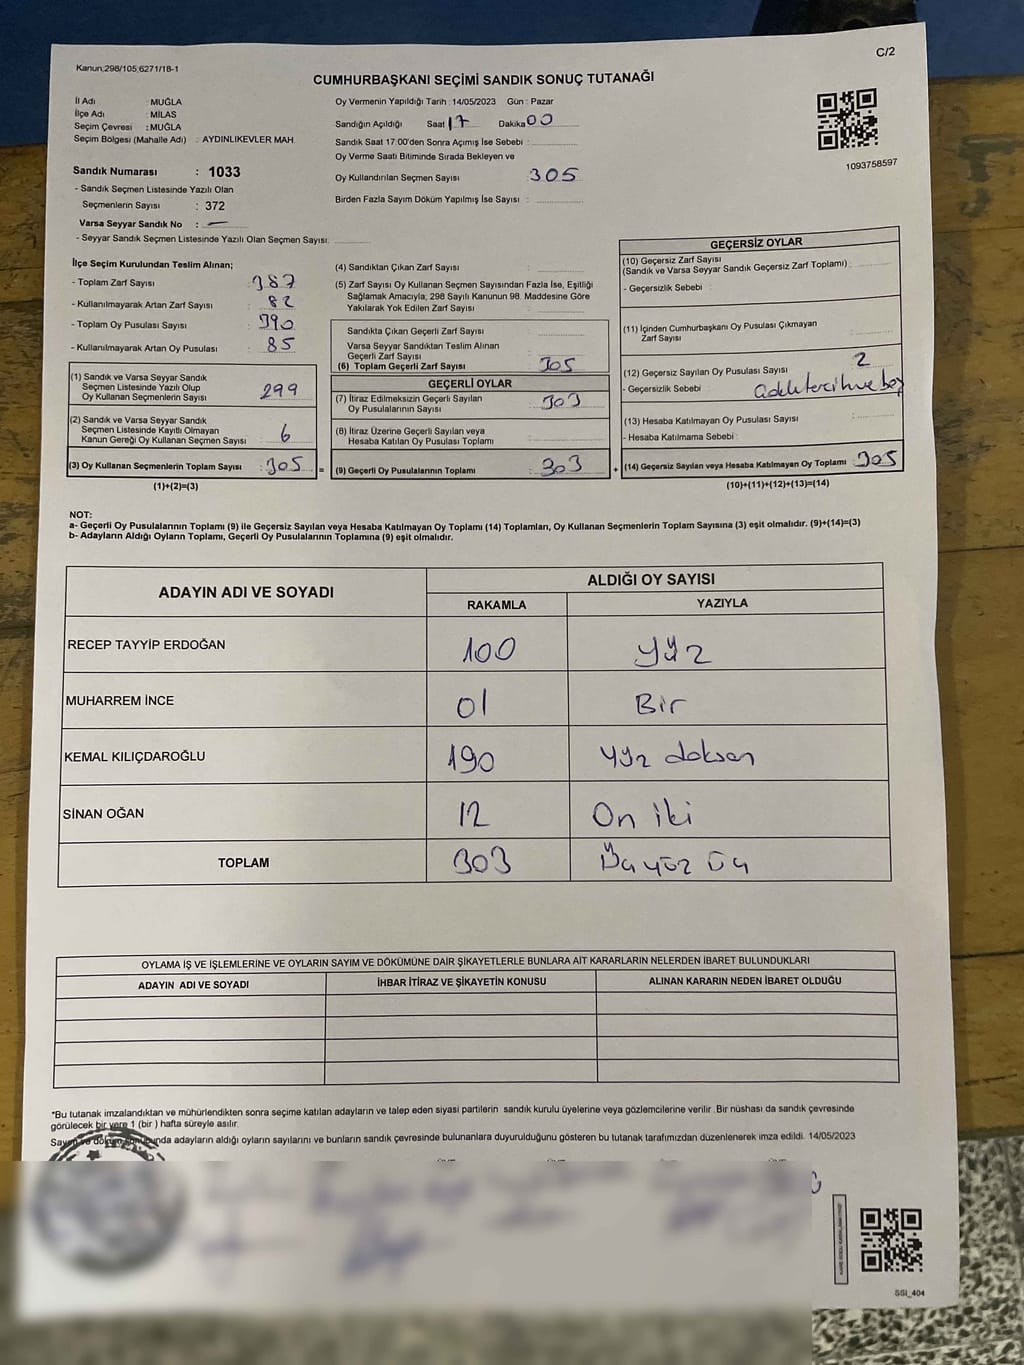 C/2
Kanun;298/105;6271/18-1
CUMHURBAŞKANI SEÇİMİ SANDIK SONUÇ TUTANAĞI
İl Adı : MUĞLA
İlçe Adı : MİLAS
Seçim Çevresi : MUĞLA
Seçim Bölgesi (Mahalle Adı) : AYDINLIKEVLER MAH.
Oy Vermenin Yapıldığı Tarih : 14/05/2023 Gün : Pazar
Sandığın Açıldığı Saat 17 Dakika 00
Sandık Saat 17:00'den Sonra Açımış İse Sebebi :
Oy Verme Saati Bitiminde Sırada Bekleyen ve
Oy Kullandırılan Seçmen Sayısı 305
Birden Fazla Sayım Döküm Yapılmış İse Sayısı :
1093758597
Sandık Numarası : 1033
- Sandık Seçmen Listesinde Yazılı Olan
Seçmenlerin Sayısı : 372
Varsa Seyyar Sandık No : —
- Seyyar Sandık Seçmen Listesinde Yazılı Olan Seçmen Sayısı:
İlçe Seçim Kurulundan Teslim Alınan;
- Toplam Zarf Sayısı : 387
- Kullanılmayarak Artan Zarf Sayısı : 82
- Toplam Oy Pusulası Sayısı : 390
- Kullanılmayarak Artan Oy Pusulası : 85
(1) Sandık ve Varsa Seyyar Sandık
Seçmen Listesinde Yazılı Olup
Oy Kullanan Seçmenlerin Sayısı : 299
(2) Sandık ve Varsa Seyyar Sandık
Seçmen Listesinde Kayıtlı Olmayan
Kanun Gereği Oy Kullanan Seçmen Sayısı : 6
(3) Oy Kullanan Seçmenlerin Toplam Sayısı : 305 =
(1)+(2)=(3)
(4) Sandıktan Çıkan Zarf Sayısı :
(5) Zarf Sayısı Oy Kullanan Seçmen Sayısından Fazla İse, Eşitliği
Sağlamak Amacıyla, 298 Sayılı Kanunun 98. Maddesine Göre
Yakılarak Yok Edilen Zarf Sayısı :
Sandıkta Çıkan Geçerli Zarf Sayısı
Varsa Seyyar Sandıktan Teslim Alınan
Geçerli Zarf Sayısı
(6) Toplam Geçerli Zarf Sayısı : 305
GEÇERLİ OYLAR
(7) İtiraz Edilmeksizin Geçerli Sayılan
Oy Pusulalarının Sayısı : 303
(8) İtiraz Üzerine Geçerli Sayılan veya
Hesaba Katılan Oy Pusulası Toplamı :
(9) Geçerli Oy Pusulalarının Toplamı : 303 +
GEÇERSİZ OYLAR
(10) Geçersiz Zarf Sayısı
(Sandık ve Varsa Seyyar Sandık Geçersiz Zarf Toplamı) :
- Geçersizlik Sebebi :
(11) İçinden Cumhurbaşkanı Oy Pusulası Çıkmayan
Zarf Sayısı :
(12) Geçersiz Sayılan Oy Pusulası Sayısı : 2
- Geçersizlik Sebebi :
(13) Hesaba Katılmayan Oy Pusulası Sayısı :
- Hesaba Katılmama Sebebi :
(14) Geçersiz Sayılan veya Hesaba Katılmayan Oy Toplamı : 305
(10)+(11)+(12)+(13)=(14)
NOT:
a- Geçerli Oy Pusulalarının Toplamı (9) ile Geçersiz Sayılan veya Hesaba Katılmayan Oy Toplamı (14) Toplamları, Oy Kullanan Seçmenlerin Toplam Sayısına (3) eşit olmalıdır. (9)+(14)=(3)
b- Adayların Aldığı Oyların Toplamı, Geçerli Oy Pusulalarının Toplamına (9) eşit olmalıdır.
ADAYIN ADI VE SOYADI ALDIĞI OY SAYISI
RAKAMLA YAZIYLA
RECEP TAYYİP ERDOĞAN 100 yüz
MUHARREM İNCE 01 Bir
KEMAL KILIÇDAROĞLU 190 yüz doksan
SİNAN OĞAN 12 On iki
TOPLAM 303 Üç yüz üç
OYLAMA İŞ VE İŞLEMLERİNE VE OYLARIN SAYIM VE DÖKÜMÜNE DAİR ŞİKAYETLERLE BUNLARA AİT KARARLARIN NELERDEN İBARET BULUNDUKLARI
ADAYIN ADI VE SOYADI İHBAR İTİRAZ VE ŞİKAYETİN KONUSU ALINAN KARARIN NEDEN İBARET OLDUĞU
*Bu tutanak imzalandıktan ve mühürlendikten sonra seçime katılan adayların ve talep eden siyasi partilerin sandık kurulu üyelerine veya gözlemcilerine verilir. Bir nüshası da sandık çevresinde
görülecek bir yere 1 (bir ) hafta süreyle asılır.
Sayım ve döküm sonucunda adayların aldığı oyların sayılarını ve bunların sandık çevresinde bulunanlara duyurulduğunu gösteren bu tutanak tarafımızdan düzenlenerek imza edildi. 14/05/2023
SSI_404